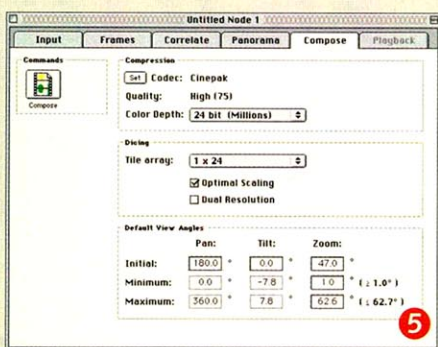 Untitled Node 1
Input Frames Correlate Panorama Compose Playback
Commands
Compose
Compression
Set Codec: Cinepak
Quality: High (75)
Color Depth: 24 bit (Millions)
Dicing
Tile array: 1 x 24
Optimal Scaling
Dual Resolution
Default View Angles
Pan: Tilt: Zoom:
Initial: 180.0 ° 0.0 ° 47.0 °
Minimum: 0.0 ° -7.8 ° 1.0 ° ( ≥ 1.0° )
Maximum: 360.0 ° 7.8 ° 62.6 ° ( ≤ 62.7° )
5